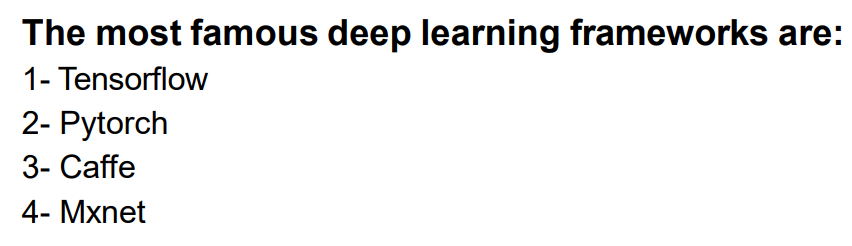 The most famous deep learning frameworks are:
1- Tensorflow
2- Pytorch
3- Caffe
4- Mxnet